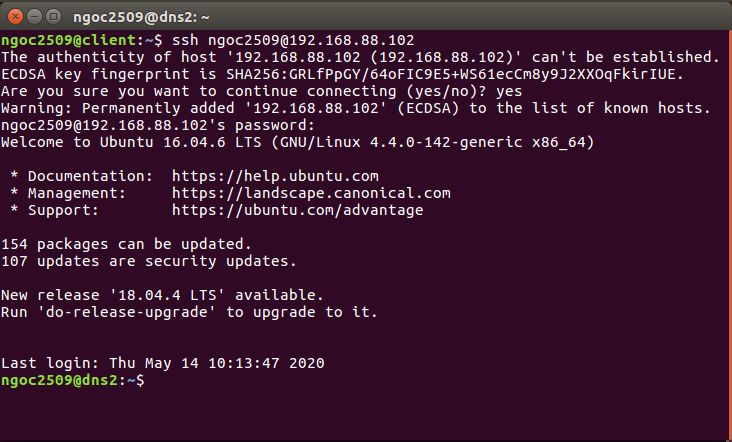 ngoc2509@dns2: ~
ngoc2509@client:~$ ssh ngoc2509@192.168.88.102
The authenticity of host '192.168.88.102 (192.168.88.102)' can't be established.
ECDSA key fingerprint is SHA256:GRLfPpGY/64oFIC9E5+WS61ecCm8y9J2XXOqFkirIUE.
Are you sure you want to continue connecting (yes/no)? yes
Warning: Permanently added '192.168.88.102' (ECDSA) to the list of known hosts.
ngoc2509@192.168.88.102's password:
Welcome to Ubuntu 16.04.6 LTS (GNU/Linux 4.4.0-142-generic x86_64)
* Documentation:  https://help.ubuntu.com
* Management:     https://landscape.canonical.com
* Support:        https://ubuntu.com/advantage
154 packages can be updated.
107 updates are security updates.
New release '18.04.4 LTS' available.
Run 'do-release-upgrade' to upgrade to it.
Last login: Thu May 14 10:13:47 2020
ngoc2509@dns2:~$